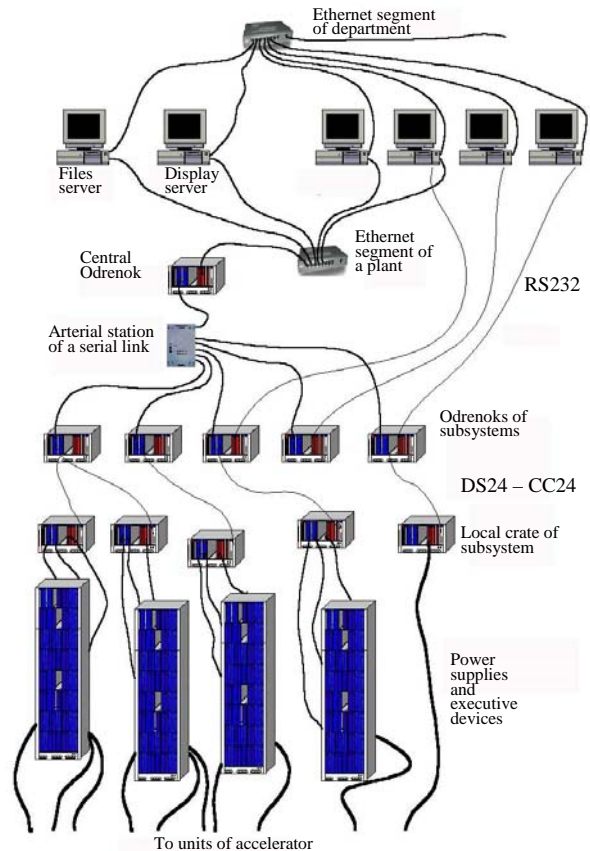 Ethernet segment
of department
Files
server
Display
server
Ethernet
segment of
a plant
Central
Odrenok
RS232
Arterial station
of a serial link
Odrenoks of
subsystems
DS24 – CC24
Local crate of
subsystem
Power
supplies
and
executive
devices
To units of accelerator